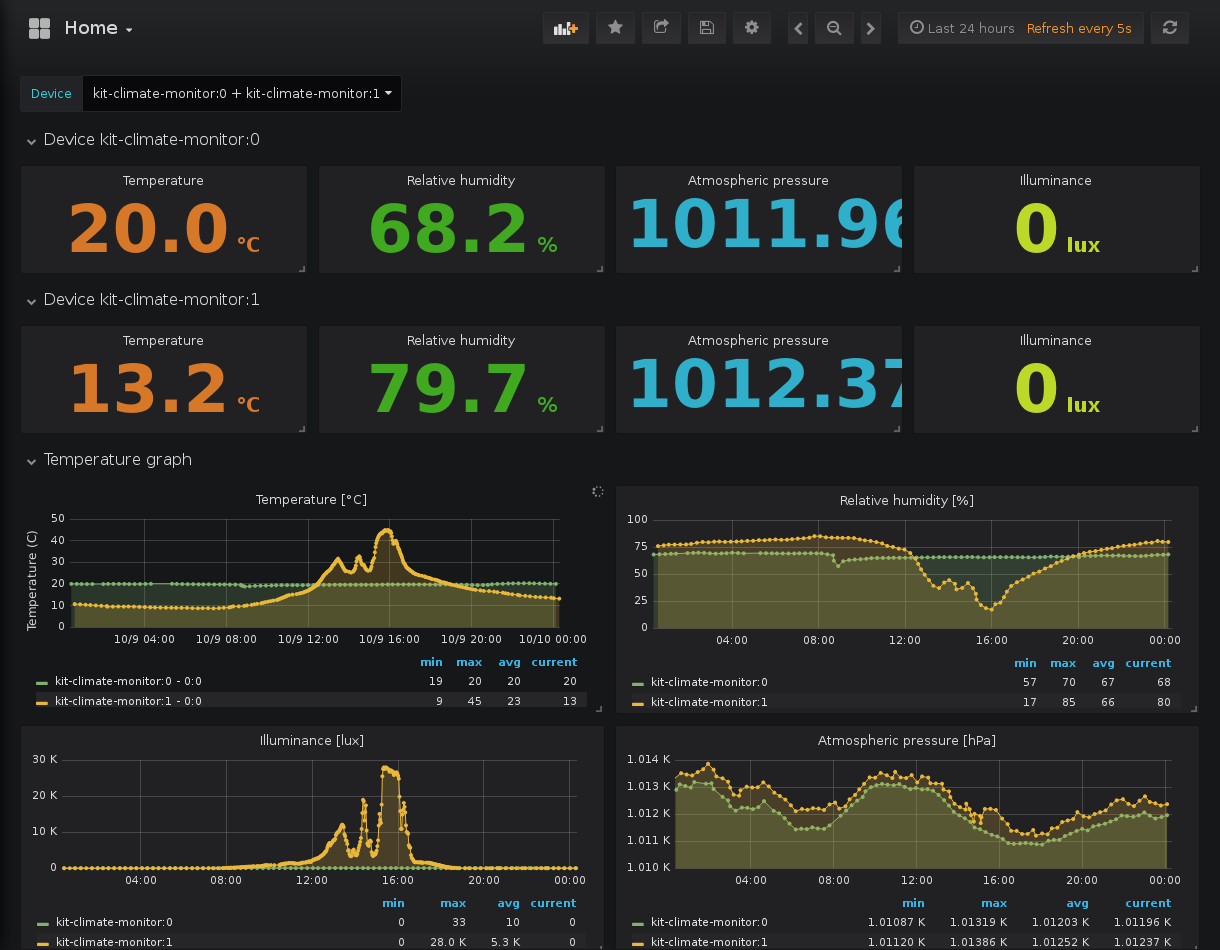 Home
Last 24 hours Refresh every 5s
Device kit-climate-monitor:0 + kit-climate-monitor:1
Device kit-climate-monitor:0
Temperature Relative humidity Atmospheric pressure Illuminance
20.0 °C 68.2 % 1011.96 0 lux
Device kit-climate-monitor:1
Temperature Relative humidity Atmospheric pressure Illuminance
13.2 °C 79.7 % 1012.37 0 lux
Temperature graph
Temperature [°C]
Temperature (C)
50
40
30
20
10
0
10/9 04:00 10/9 08:00 10/9 12:00 10/9 16:00 10/9 20:00 10/10 00:00
min max avg current
kit-climate-monitor:0 - 0:0 19 20 20 20
kit-climate-monitor:1 - 0:0 9 45 23 13
Relative humidity [%]
100
75
50
25
0
04:00 08:00 12:00 16:00 20:00 00:00
min max avg current
kit-climate-monitor:0 57 70 67 68
kit-climate-monitor:1 17 85 66 80
Illuminance [lux]
30 K
20 K
10 K
0
04:00 08:00 12:00 16:00 20:00 00:00
min max avg current
kit-climate-monitor:0 0 33 10 0
kit-climate-monitor:1 0 28.0 K 5.3 K 0
Atmospheric pressure [hPa]
1.014 K
1.013 K
1.012 K
1.011 K
1.010 K
04:00 08:00 12:00 16:00 20:00 00:00
min max avg current
kit-climate-monitor:0 1.01087 K 1.01319 K 1.01203 K 1.01196 K
kit-climate-monitor:1 1.01120 K 1.01386 K 1.01252 K 1.01237 K